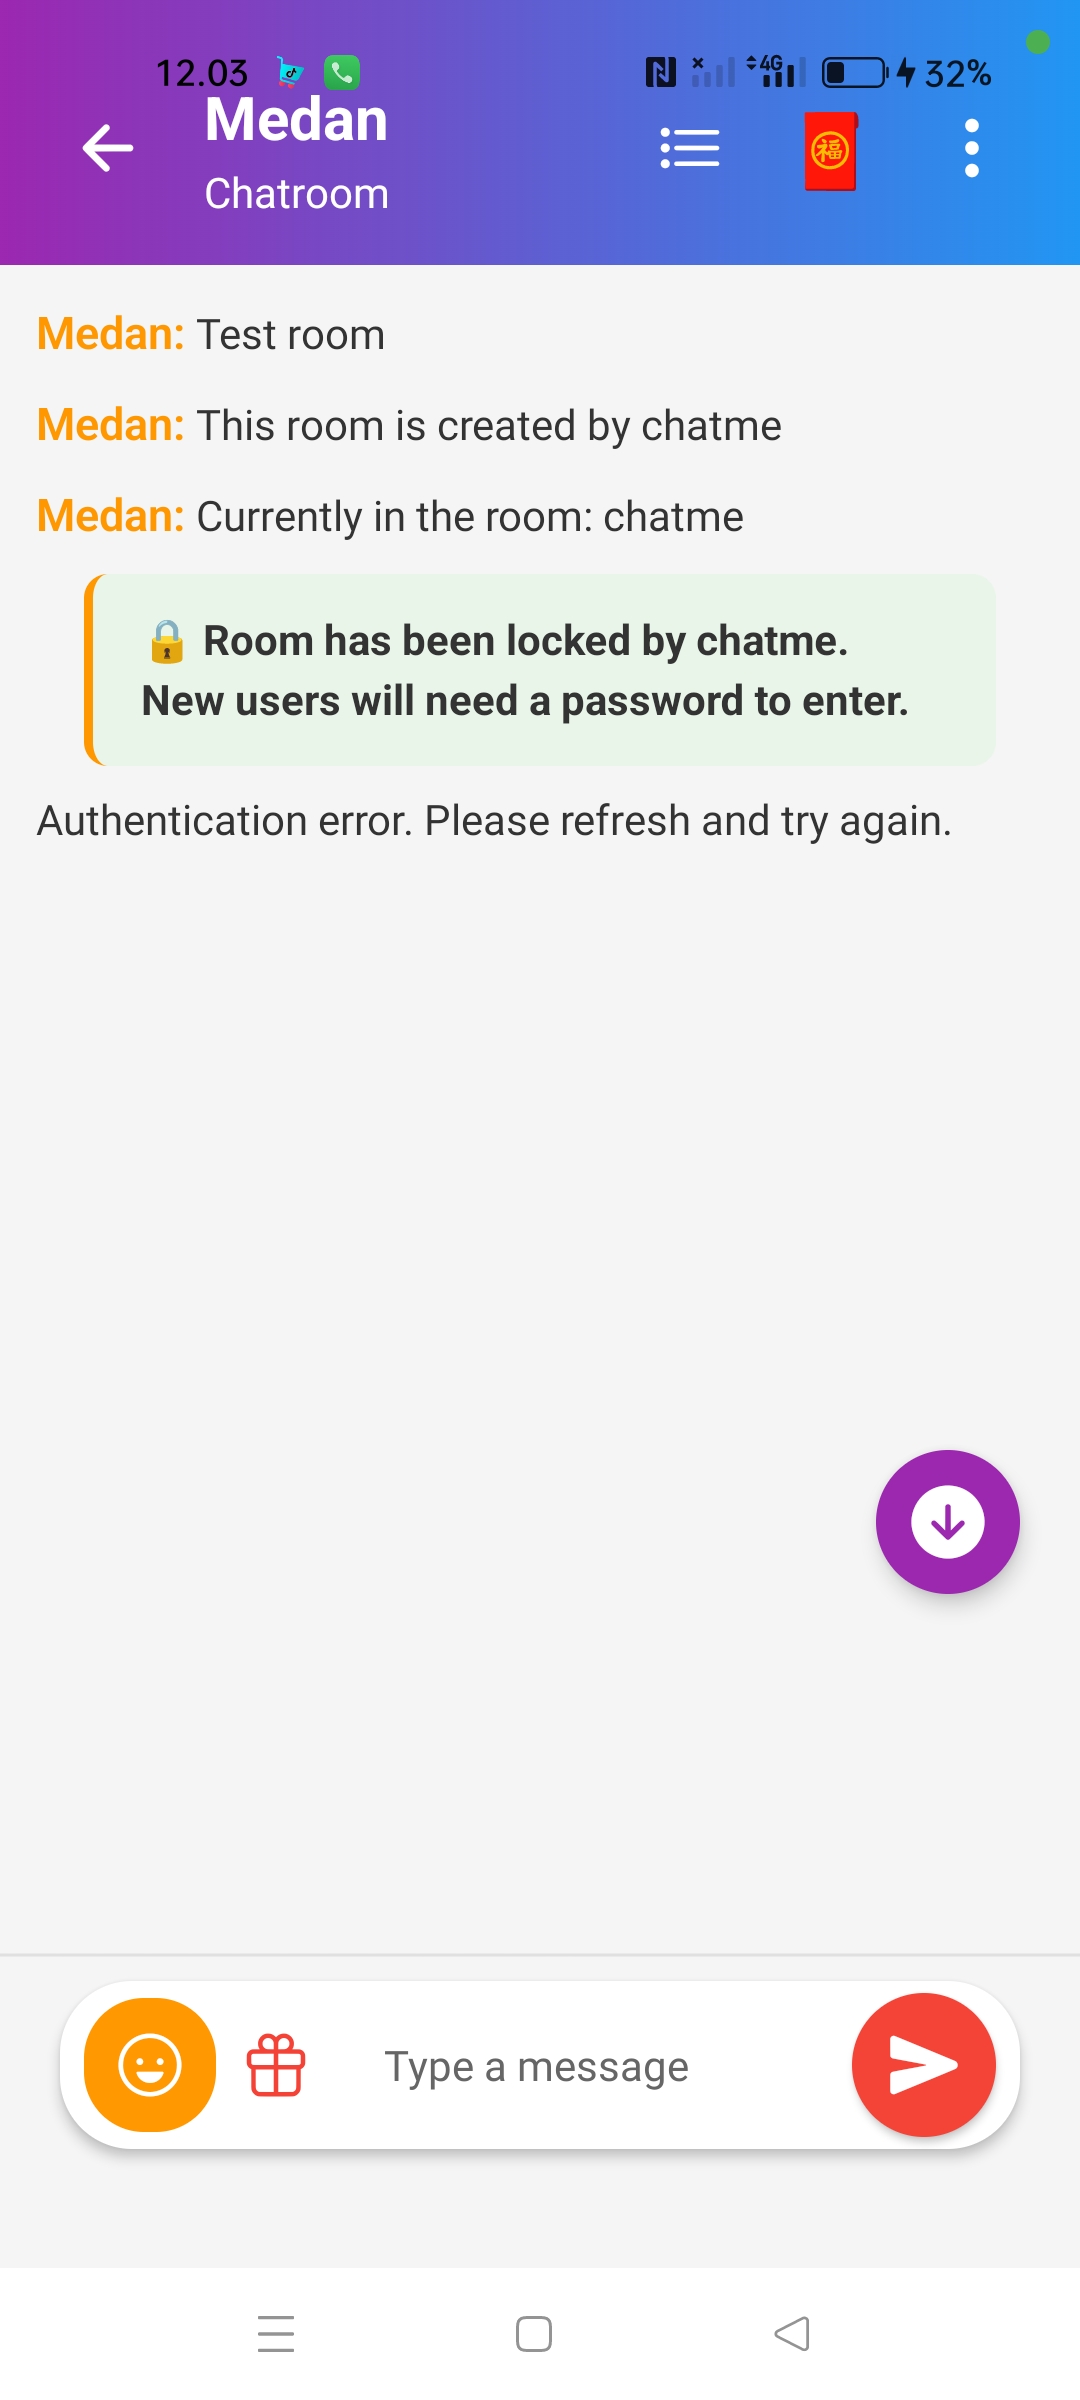 12.03
4G
32%
Medan
福
Chatroom
Medan: Test room
Medan: This room is created by chatme
Medan: Currently in the room: chatme
🔒 Room has been locked by chatme.
New users will need a password to enter.
Authentication error. Please refresh and try again.
Type a message